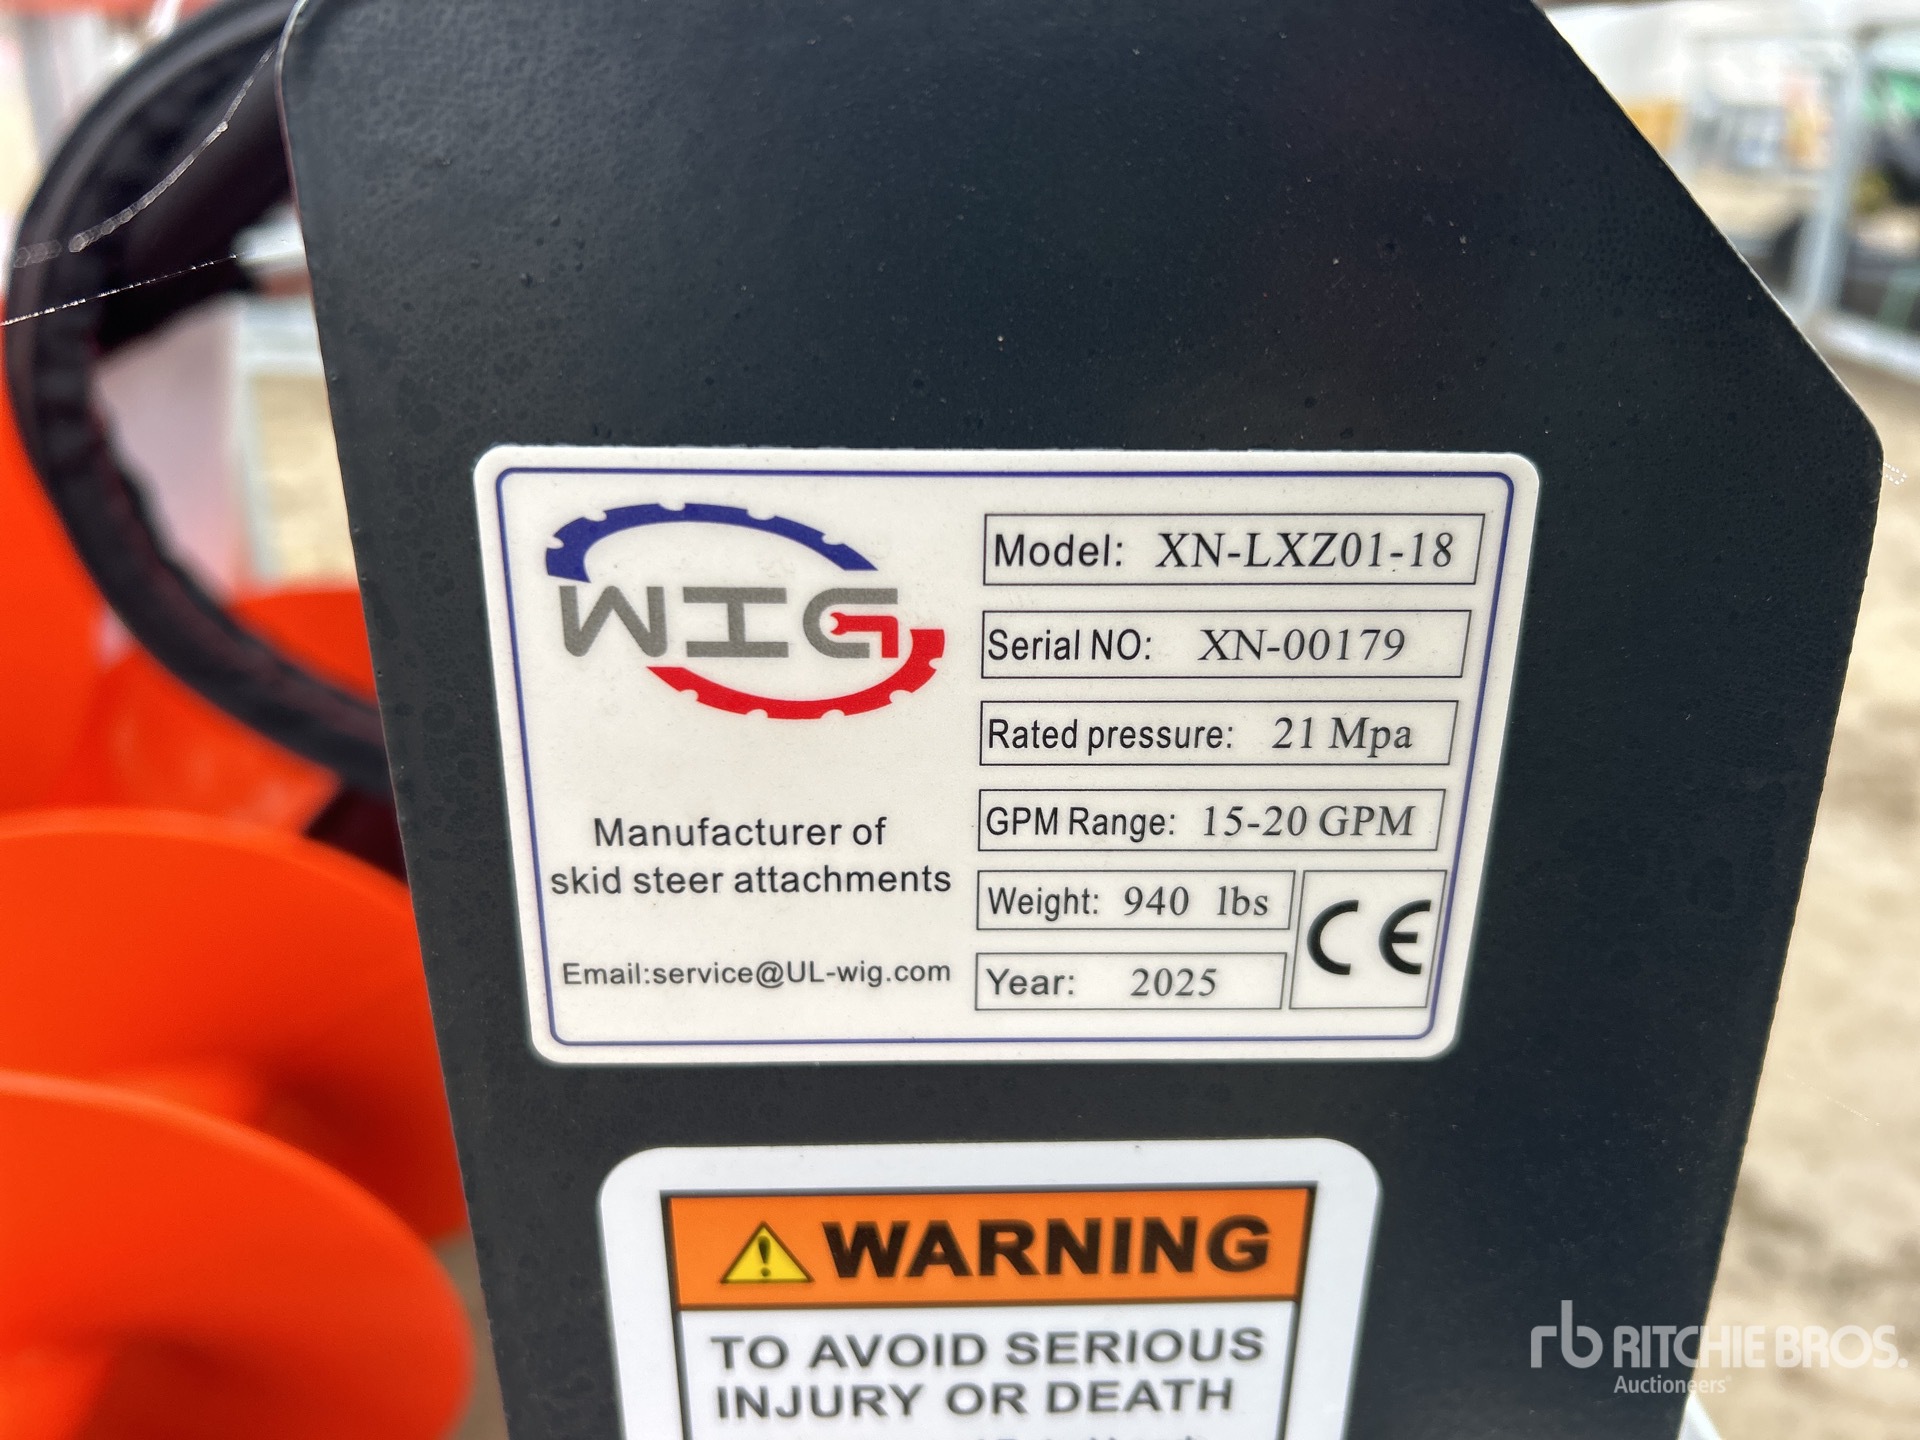 WIG
Manufacturer of
skid steer attachments
Email:service@UL-wig.com
Model: XN-LXZ01-18
Serial NO: XN-00179
Rated pressure: 21 Mpa
GPM Range: 15-20 GPM
Weight: 940 lbs
Year: 2025
CE
WARNING
TO AVOID SERIOUS
INJURY OR DEATH
rb RITCHIE BROS.
Auctioneers